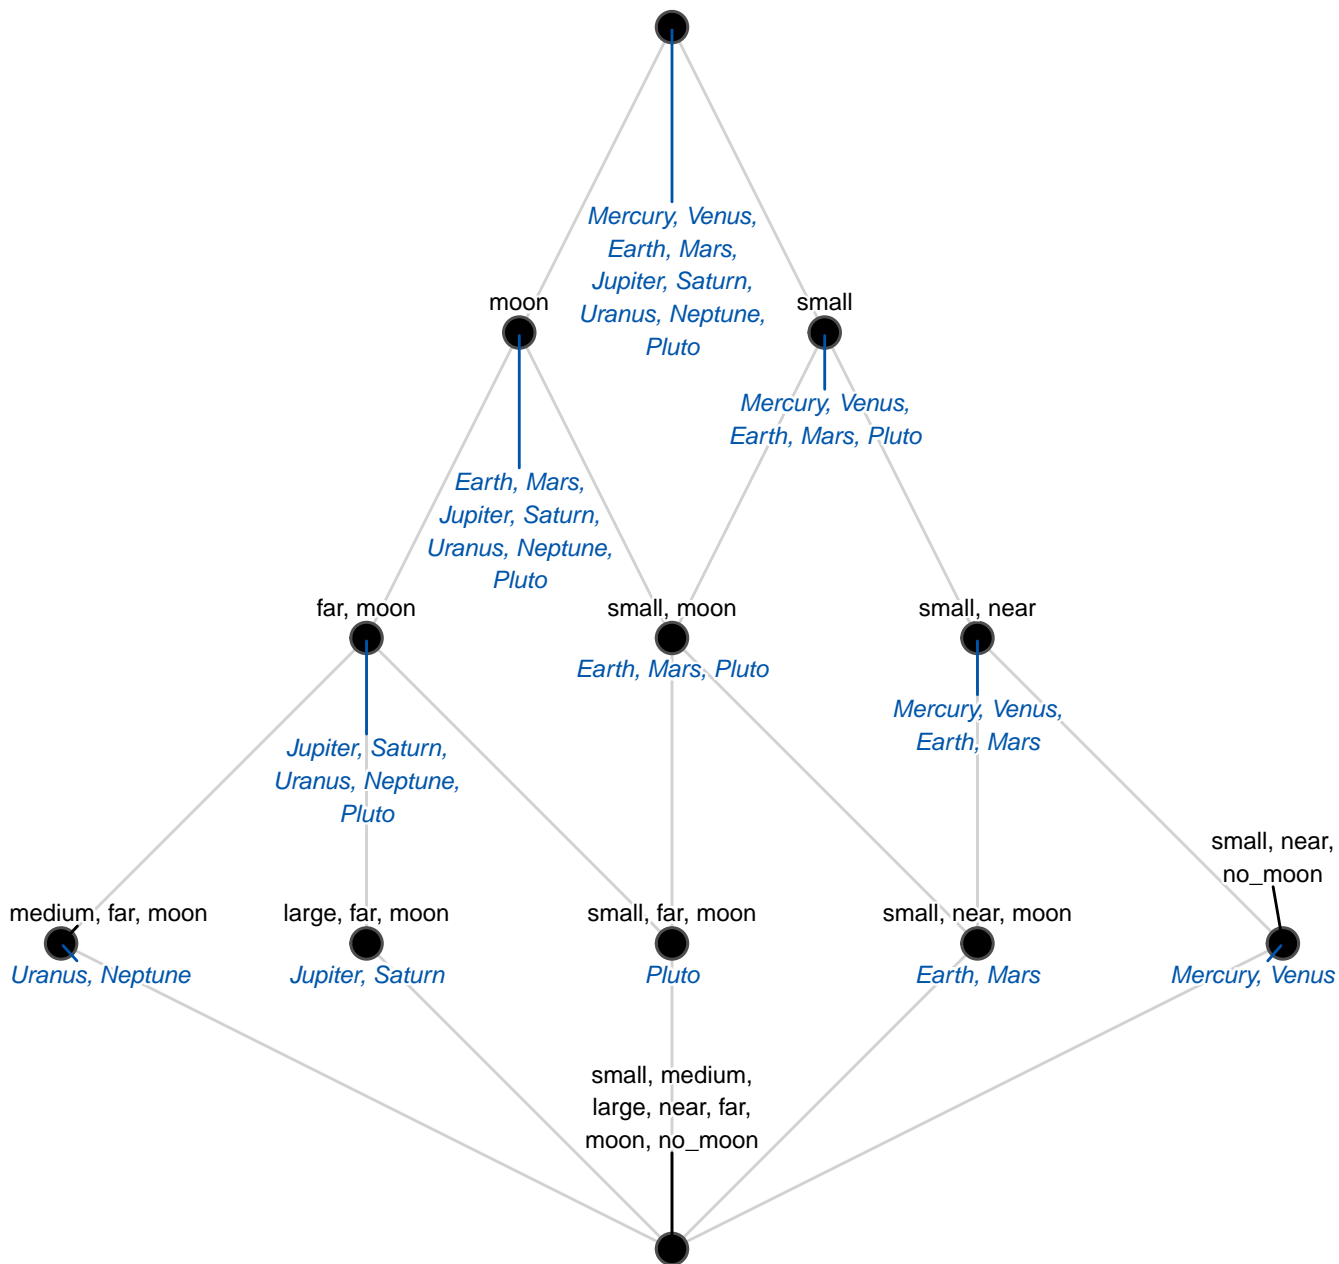 Mercury, Venus,
Earth, Mars,
Jupiter, Saturn,
Uranus, Neptune,
Pluto
moon
small
Mercury, Venus,
Earth, Mars, Pluto
Earth, Mars,
Jupiter, Saturn,
Uranus, Neptune,
Pluto
far, moon
small, moon
small, near
Earth, Mars, Pluto
Mercury, Venus,
Earth, Mars
Jupiter, Saturn,
Uranus, Neptune,
Pluto
small, near,
no_moon
medium, far, moon
large, far, moon
small, far, moon
small, near, moon
Uranus, Neptune
Jupiter, Saturn
Pluto
Earth, Mars
Mercury, Venus
small, medium,
large, near, far,
moon, no_moon